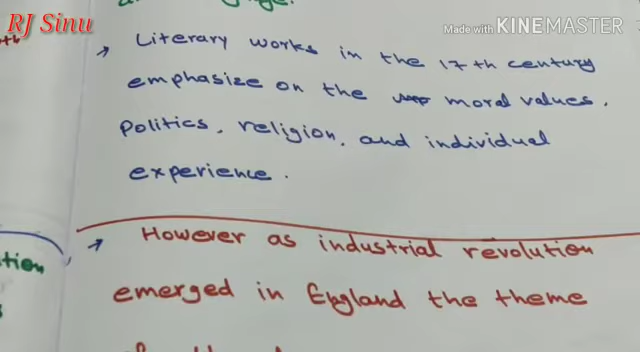 RJ Sinu
Made with KINEMASTER
→ Literary works in the 17th century
emphasize on the moral values,
politics, religion, and individual
experience.
→ However as industrial revolution
emerged in England the theme